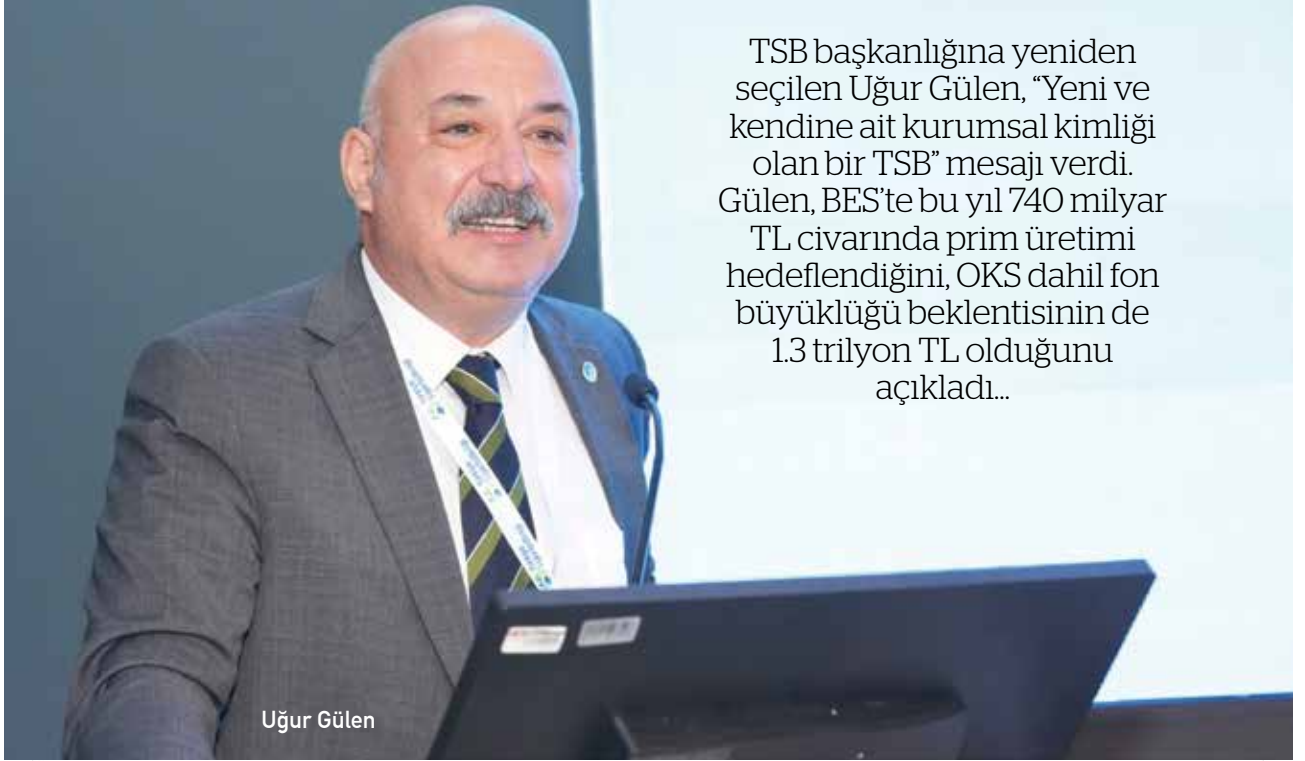 TSB başkanlığına yeniden
seçilen Uğur Gülen, “Yeni ve
kendine ait kurumsal kimliği
olan bir TSB” mesajı verdi.
Gülen, BES’te bu yıl 740 milyar
TL civarında prim üretimi
hedeflendiğini, OKS dahil fon
büyüklüğü beklentisinin de
1.3 trilyon TL olduğunu
açıkladı...
Uğur Gülen